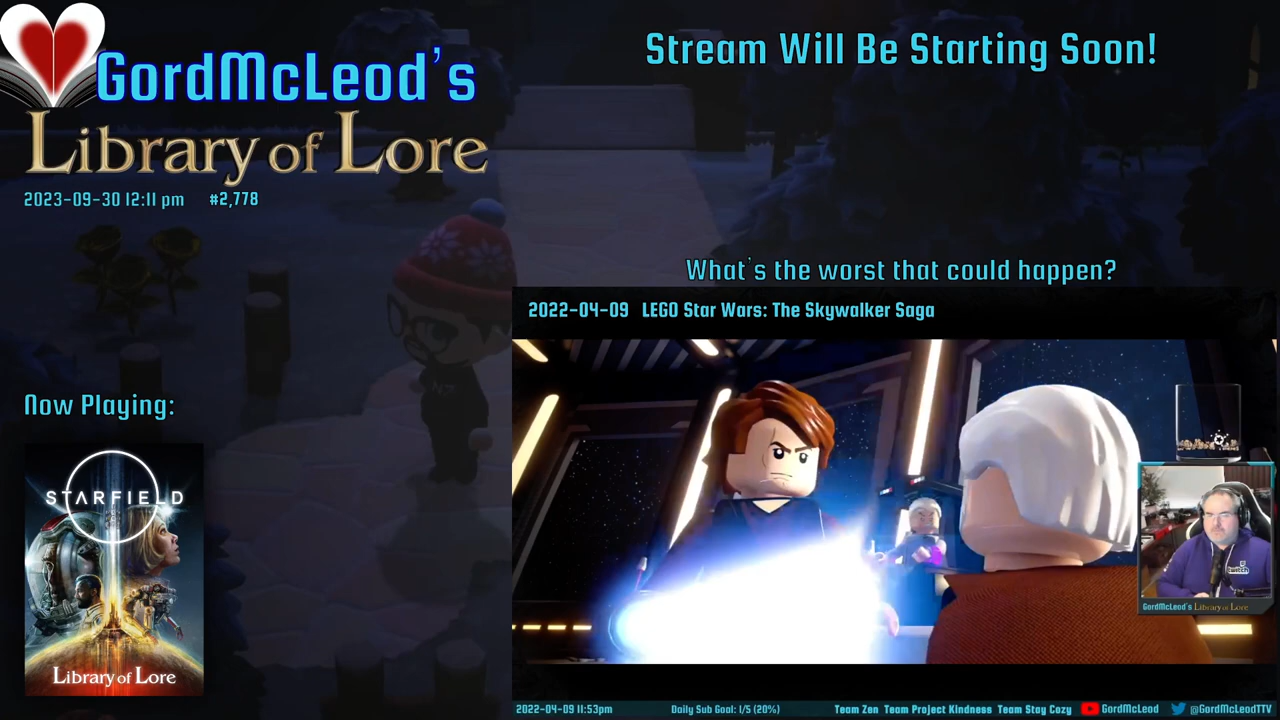 GordMcLeod's
Library of Lore
2023-09-30 12:11 pm #2,778
Stream Will Be Starting Soon!
What's the worst that could happen?
2022-04-09 LEGO Star Wars: The Skywalker Saga
Now Playing:
STARFIELD
Library of Lore
twitch
GordMcLeod's Library of Lore
2022-04-09 11:53pm
Daily Sub Goal: 1/5 (20%)
Team Zen Team Project Kindness Team Stay Cozy
GordMcLeod
@GordMcLeodTTV